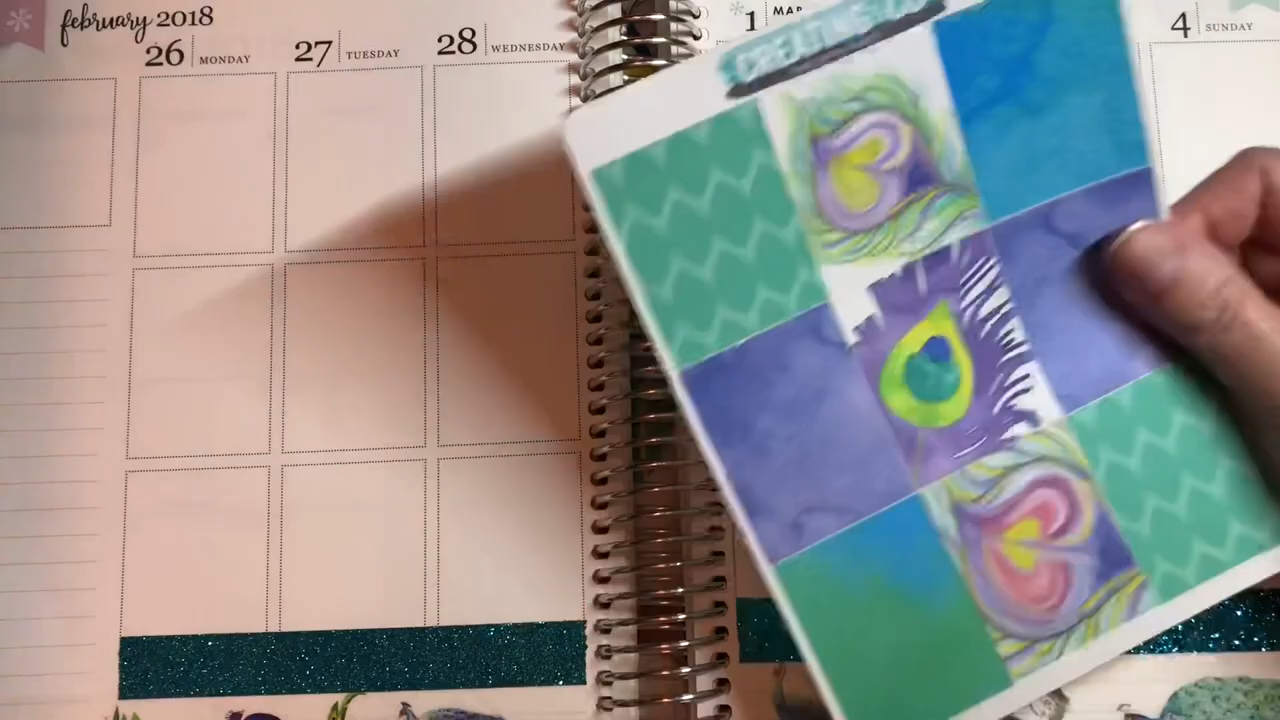 february 2018
26 MONDAY
27 TUESDAY
28 WEDNESDAY
1
4 SUNDAY